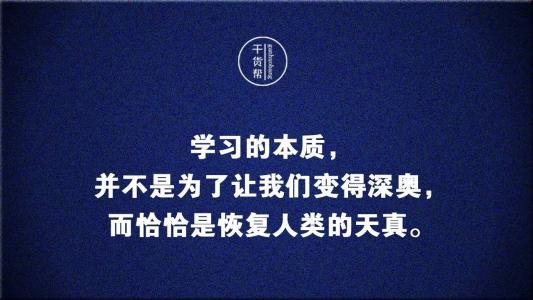 干货帮
ganhuobang
学习的本质，
并不是为了让我们变得深奥，
而恰恰是恢复人类的天真。